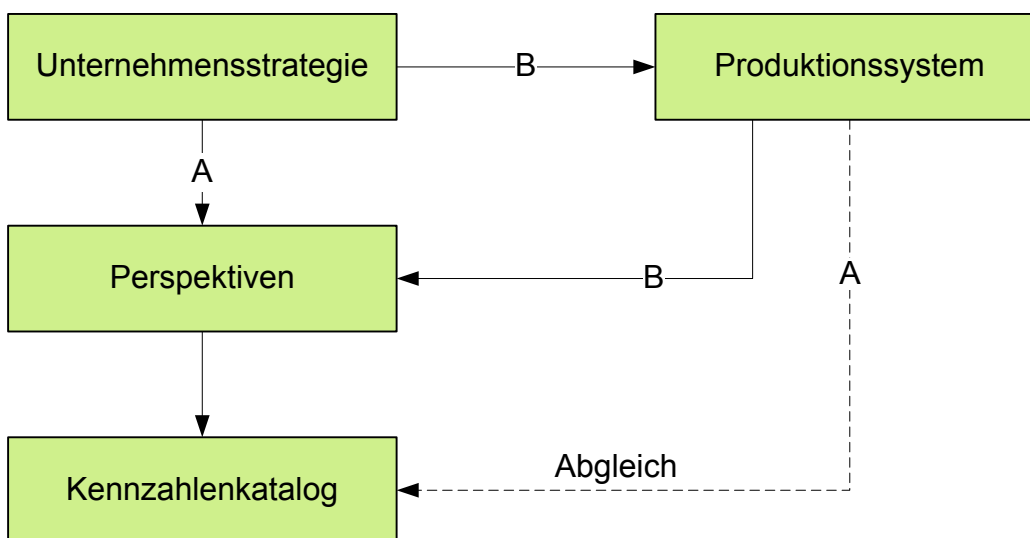 Unternehmensstrategie
B
Produktionssystem
A
Perspektiven
B
A
Abgleich
Kennzahlenkatalog